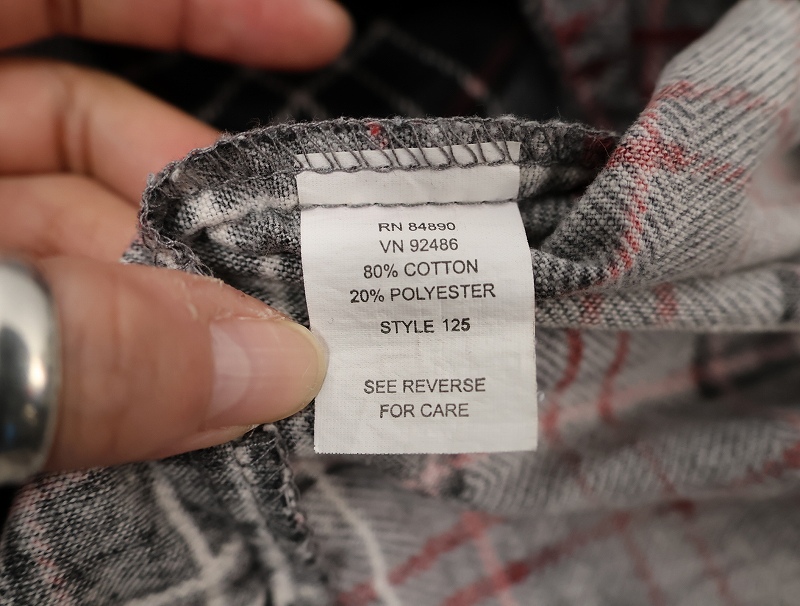 RN 84890
VN 92486
80% COTTON
20% POLYESTER
STYLE 125
SEE REVERSE
FOR CARE